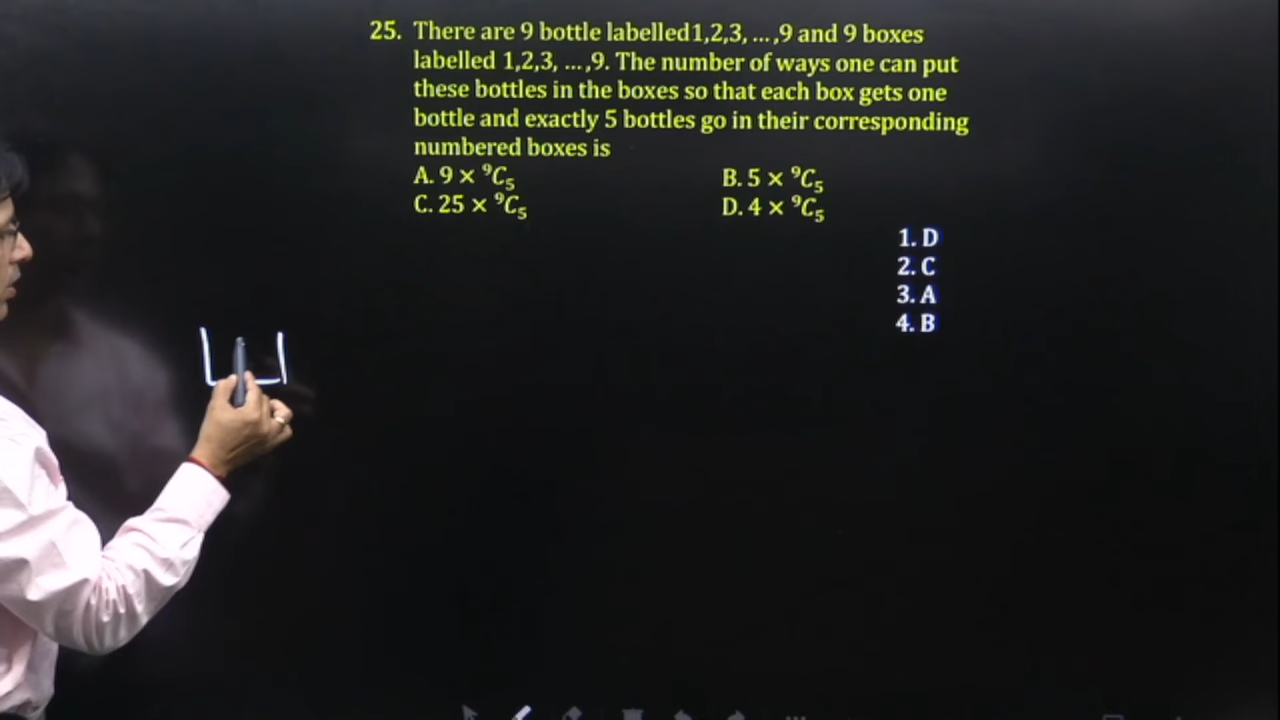 25. There are 9 bottle labelled1,2,3, ...,9 and 9 boxes
labelled 1,2,3, ...,9. The number of ways one can put
these bottles in the boxes so that each box gets one
bottle and exactly 5 bottles go in their corresponding
numbered boxes is
A. 9 × ⁹C₅ B. 5 × ⁹C₅
C. 25 × ⁹C₅ D. 4 × ⁹C₅
1. D
2. C
3. A
4. B